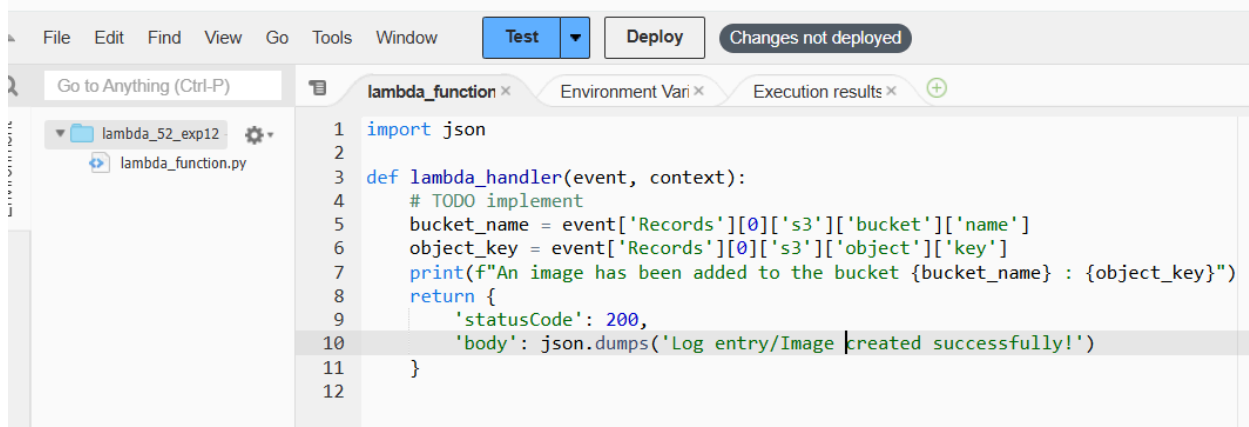 File Edit Find View Go Tools Window Test Deploy Changes not deployed
Go to Anything (Ctrl-P) lambda_function Environment Vari Execution results
Environment
lambda_52_exp12
lambda_function.py
1 import json
2
3 def lambda_handler(event, context):
4     # TODO implement
5     bucket_name = event['Records'][0]['s3']['bucket']['name']
6     object_key = event['Records'][0]['s3']['object']['key']
7     print(f"An image has been added to the bucket {bucket_name} : {object_key}")
8     return {
9         'statusCode': 200,
10         'body': json.dumps('Log entry/Image created successfully!')
11     }
12